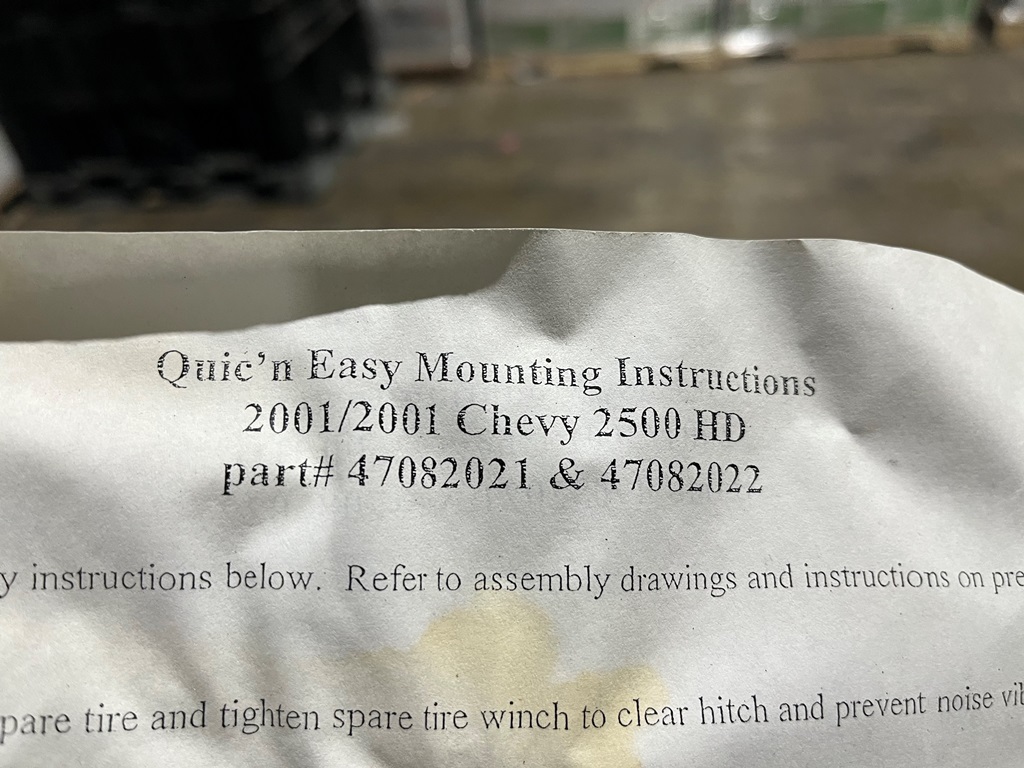 Quic'n Easy Mounting Instructions
2001/2001 Chevy 2500 HD
part# 47082021 & 47082022
y instructions below. Refer to assembly drawings and instructions on pre
pare tire and tighten spare tire winch to clear hitch and prevent noise vib